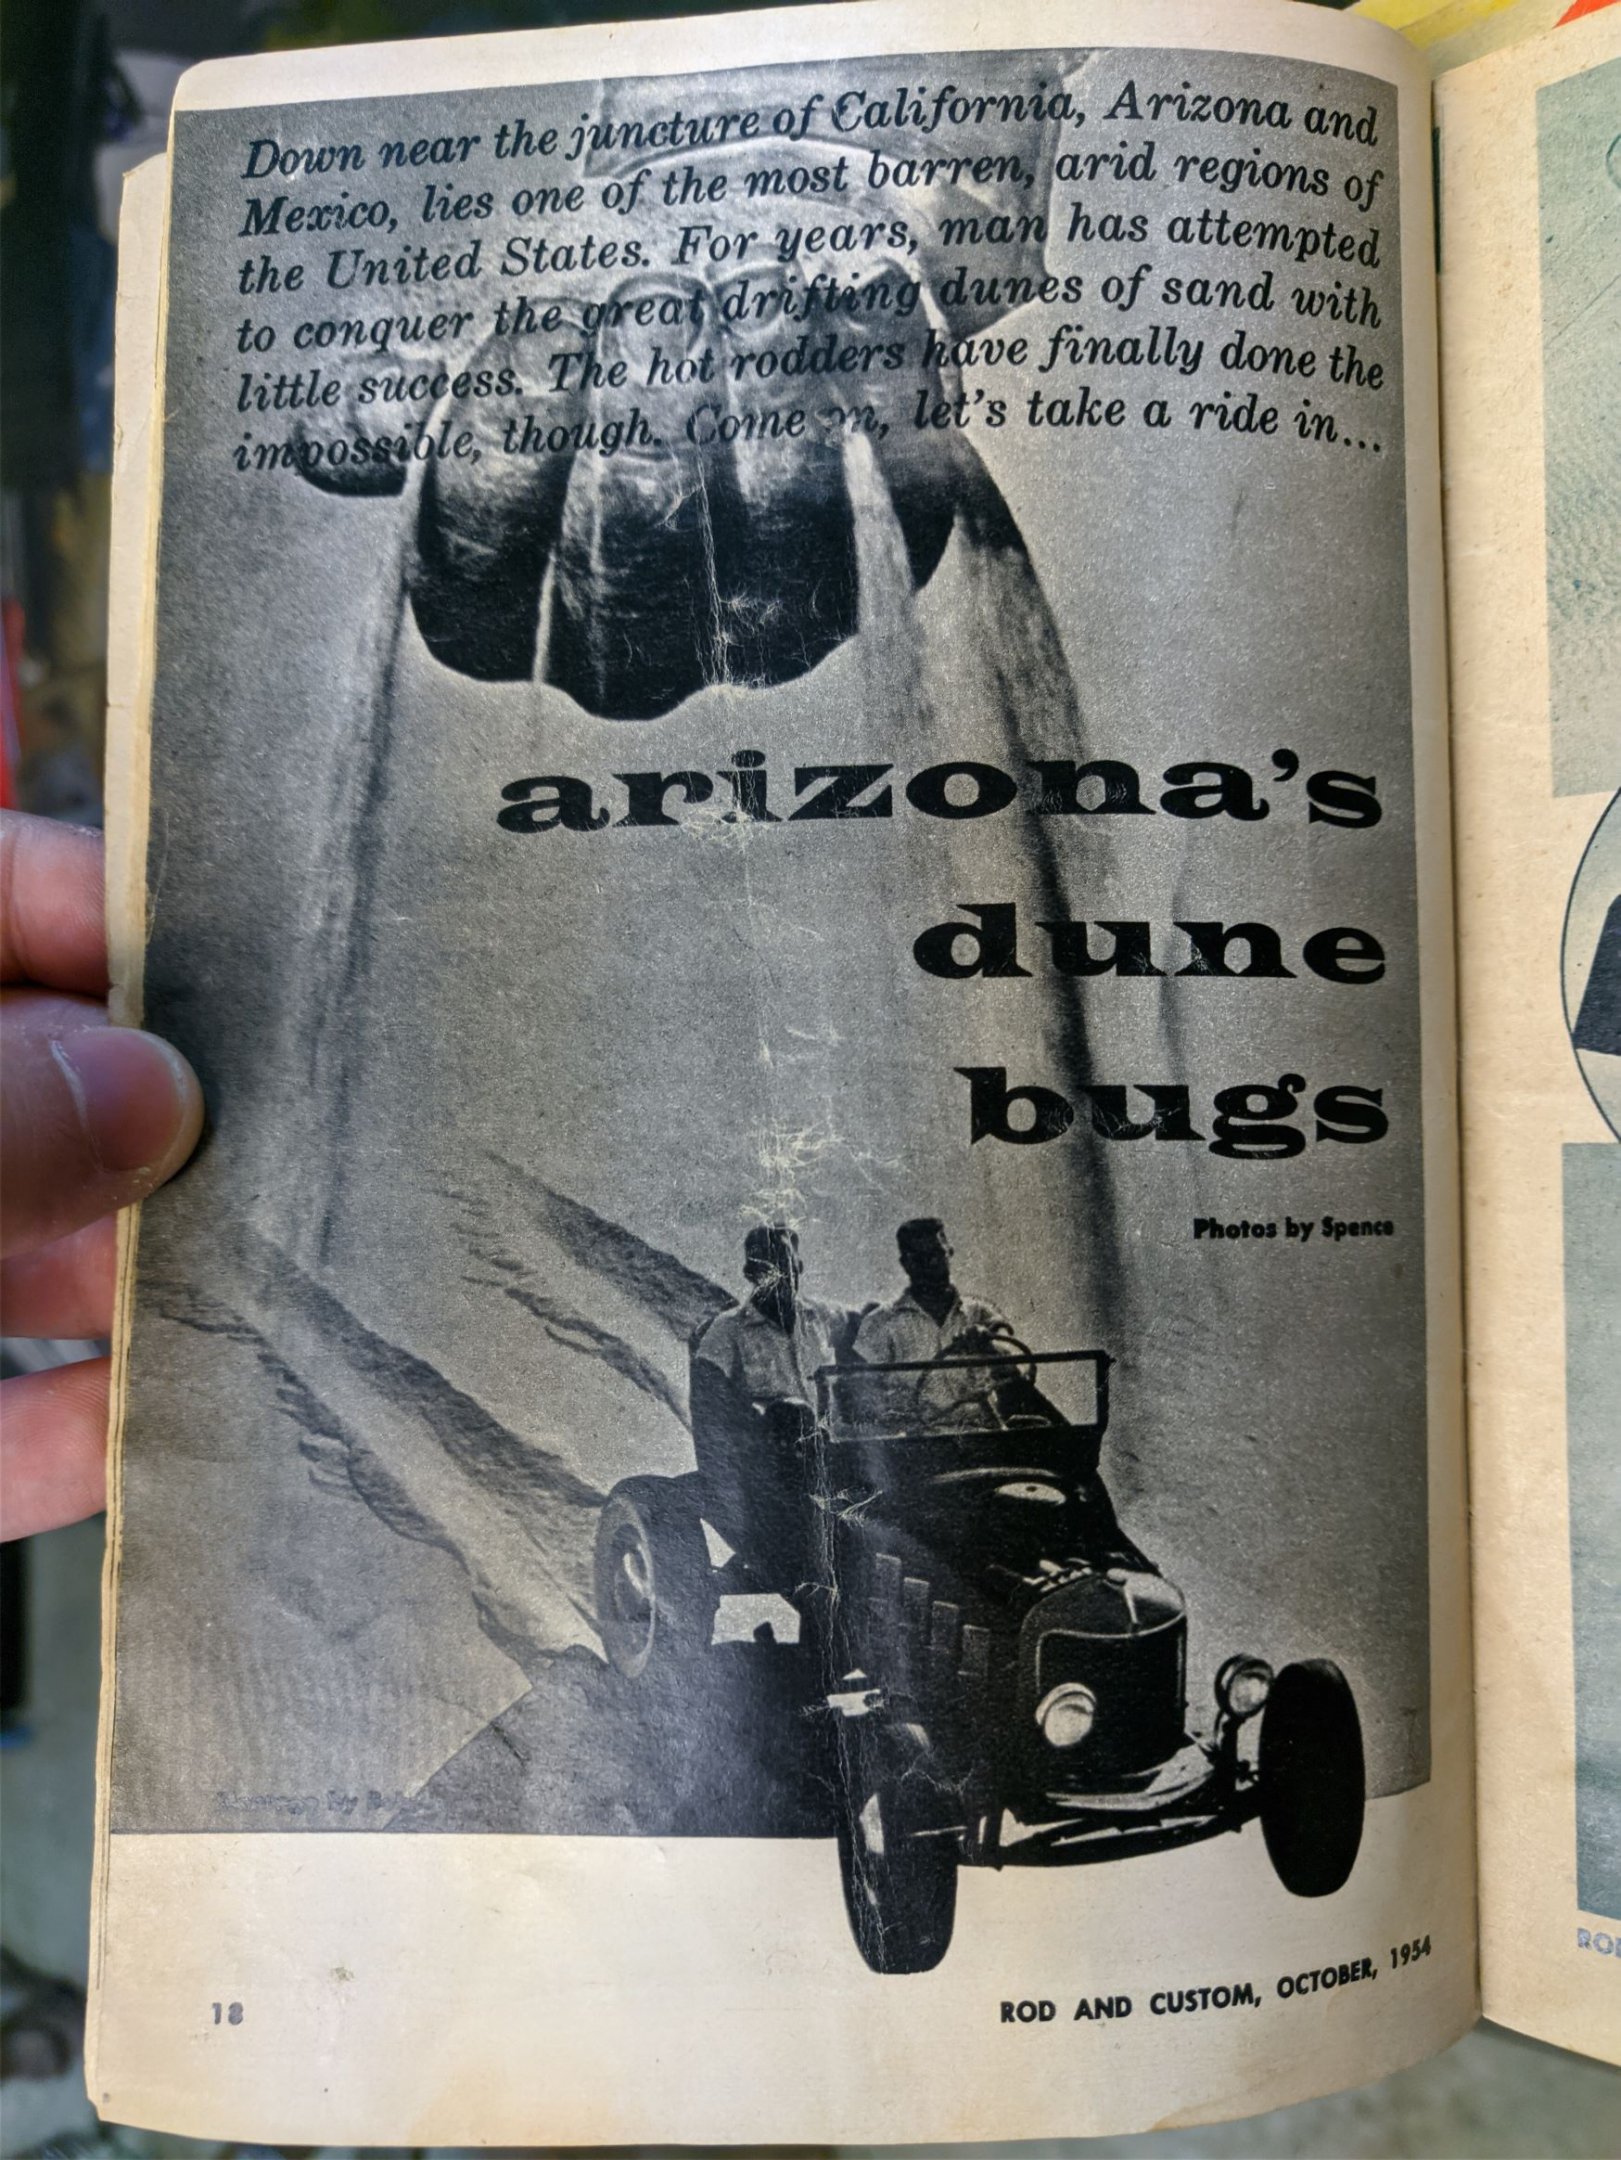 Down near the juncture of California, Arizona and
Mexico, lies one of the most barren, arid regions of
the United States. For years, man has attempted
to conquer the great drifting dunes of sand with
little success. The hot rodders have finally done the
impossible, though. Come on, let's take a ride in...
arizona's
dune
bugs
Photos by Spence
18
ROD AND CUSTOM, OCTOBER, 1954